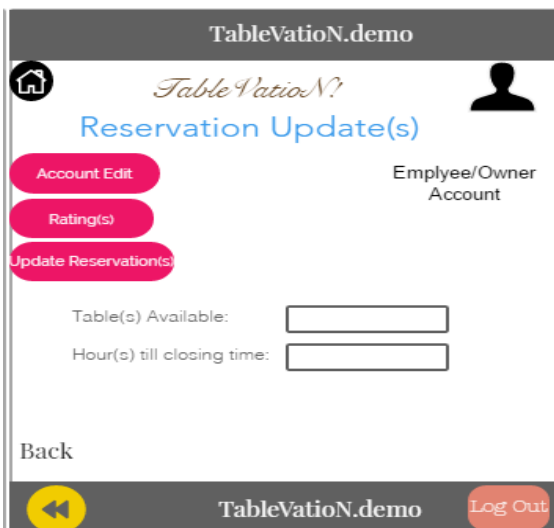 TableVatioN.demo
TableVatioN!
Reservation Update(s)
Account Edit
Emplyee/Owner
Account
Rating(s)
Update Reservation(s)
Table(s) Available:
Hour(s) till closing time:
Back
TableVatioN.demo
Log Out